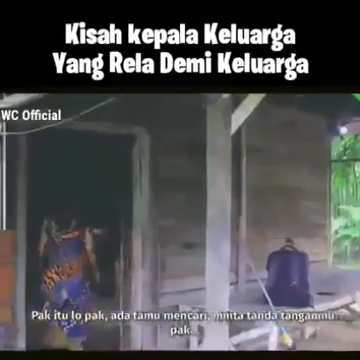 Kisah kepala Keluarga
Yang Rela Demi Keluarga
WC Official
Pak itu lo pak, ada tamu mencari, minta tanda tanganmu
pak...